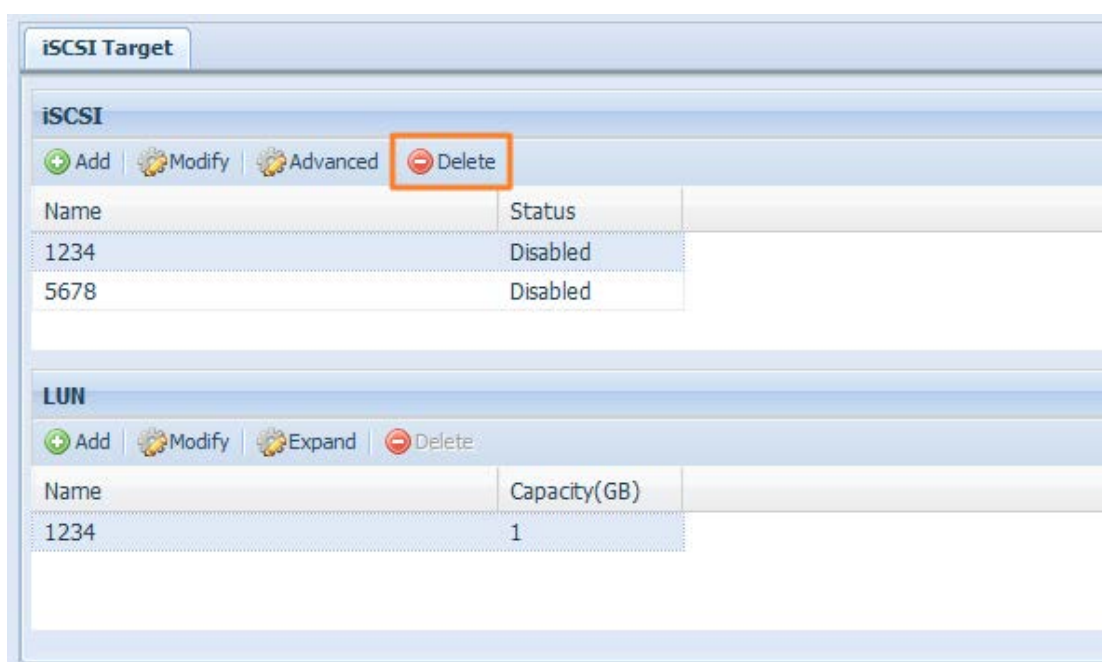 iSCSI Target
iSCSI
Add Modify Advanced Delete
Name Status
1234 Disabled
5678 Disabled
LUN
Add Modify Expand Delete
Name Capacity(GB)
1234 1